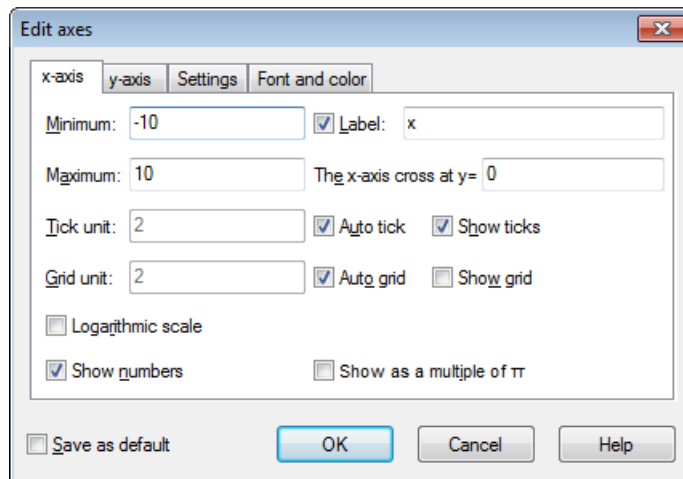 Edit axes
x-axis y-axis Settings Font and color
Minimum: -10 Label: x
Maximum: 10 The x-axis cross at y= 0
Tick unit: 2 Auto tick Show ticks
Grid unit: 2 Auto grid Show grid
Logarithmic scale
Show numbers Show as a multiple of π
Save as default OK Cancel Help